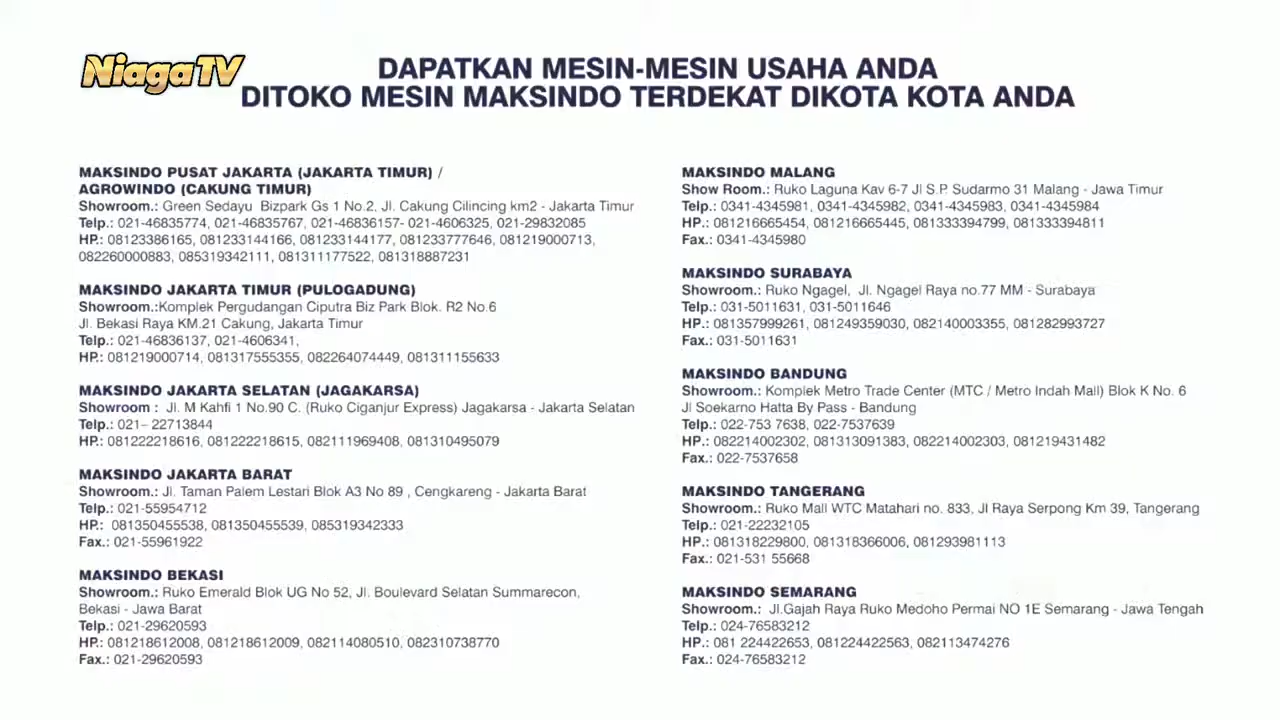 NiagaTV
DAPATKAN MESIN-MESIN USAHA ANDA
DITOKO MESIN MAKSINDO TERDEKAT DIKOTA KOTA ANDA
MAKSINDO PUSAT JAKARTA (JAKARTA TIMUR) /
AGROWINDO (CAKUNG TIMUR)
Showroom.: Green Sedayu Bizpark Gs 1 No.2, Jl. Cakung Cilincing km2 - Jakarta Timur
Telp.: 021-46835774, 021-46835767, 021-46836157- 021-4606325, 021-29832085
HP.: 08123386165, 081233144166, 081233144177, 081233777646, 081219000713,
082260000883, 085319342111, 081311177522, 081318887231
MAKSINDO JAKARTA TIMUR (PULOGADUNG)
Showroom.:Komplek Pergudangan Ciputra Biz Park Blok. R2 No.6
Jl. Bekasi Raya KM.21 Cakung, Jakarta Timur
Telp.: 021-46836137, 021-4606341,
HP.: 081219000714, 081317555355, 082264074449, 081311155633
MAKSINDO JAKARTA SELATAN (JAGAKARSA)
Showroom : Jl. M Kahfi 1 No.90 C. (Ruko Ciganjur Express) Jagakarsa - Jakarta Selatan
Telp.: 021– 22713844
HP.: 081222218616, 081222218615, 082111969408, 081310495079
MAKSINDO JAKARTA BARAT
Showroom.: Jl. Taman Palem Lestari Blok A3 No 89 , Cengkareng - Jakarta Barat
Telp.: 021-55954712
HP.: 081350455538, 081350455539, 085319342333
Fax.: 021-55961922
MAKSINDO BEKASI
Showroom.: Ruko Emerald Blok UG No 52, Jl. Boulevard Selatan Summarecon,
Bekasi - Jawa Barat
Telp.: 021-29620593
HP.: 081218612008, 081218612009, 082114080510, 082310738770
Fax.: 021-29620593
MAKSINDO MALANG
Show Room.: Ruko Laguna Kav 6-7 Jl S.P. Sudarmo 31 Malang - Jawa Timur
Telp.: 0341-4345981, 0341-4345982, 0341-4345983, 0341-4345984
HP.: 081216665454, 081216665445, 081333394799, 081333394811
Fax.: 0341-4345980
MAKSINDO SURABAYA
Showroom.: Ruko Ngagel, Jl. Ngagel Raya no.77 MM - Surabaya
Telp.: 031-5011631, 031-5011646
HP.: 081357999261, 081249359030, 082140003355, 081282993727
Fax.: 031-5011631
MAKSINDO BANDUNG
Showroom.: Komplek Metro Trade Center (MTC / Metro Indah Mall) Blok K No. 6
Jl Soekarno Hatta By Pass - Bandung
Telp.: 022-753 7638, 022-7537639
HP.: 082214002302, 081313091383, 082214002303, 081219431482
Fax.: 022-7537658
MAKSINDO TANGERANG
Showroom.: Ruko Mall WTC Matahari no. 833, Jl Raya Serpong Km 39, Tangerang
Telp.: 021-22232105
HP.: 081318229800, 081318366006, 081293981113
Fax.: 021-531 55668
MAKSINDO SEMARANG
Showroom.: Jl.Gajah Raya Ruko Medoho Permai NO 1E Semarang - Jawa Tengah
Telp.: 024-76583212
HP.: 081 224422653, 081224422563, 082113474276
Fax.: 024-76583212